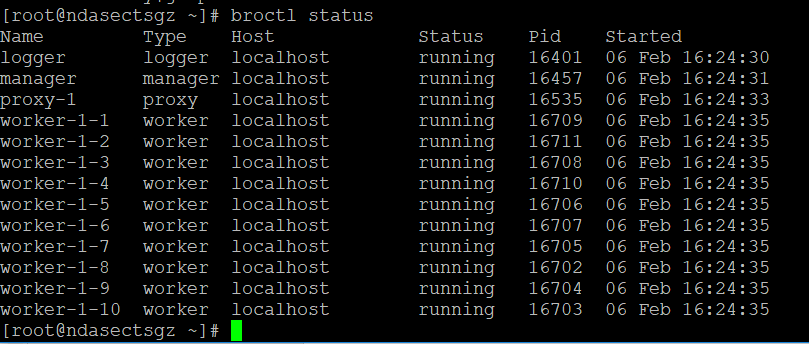 [root@ndasectsgz ~]# broctl status
Name Type Host Status Pid Started
logger logger localhost running 16401 06 Feb 16:24:30
manager manager localhost running 16457 06 Feb 16:24:31
proxy-1 proxy localhost running 16535 06 Feb 16:24:33
worker-1-1 worker localhost running 16709 06 Feb 16:24:35
worker-1-2 worker localhost running 16711 06 Feb 16:24:35
worker-1-3 worker localhost running 16708 06 Feb 16:24:35
worker-1-4 worker localhost running 16710 06 Feb 16:24:35
worker-1-5 worker localhost running 16706 06 Feb 16:24:35
worker-1-6 worker localhost running 16707 06 Feb 16:24:35
worker-1-7 worker localhost running 16705 06 Feb 16:24:35
worker-1-8 worker localhost running 16702 06 Feb 16:24:35
worker-1-9 worker localhost running 16704 06 Feb 16:24:35
worker-1-10 worker localhost running 16703 06 Feb 16:24:35
[root@ndasectsgz ~]#